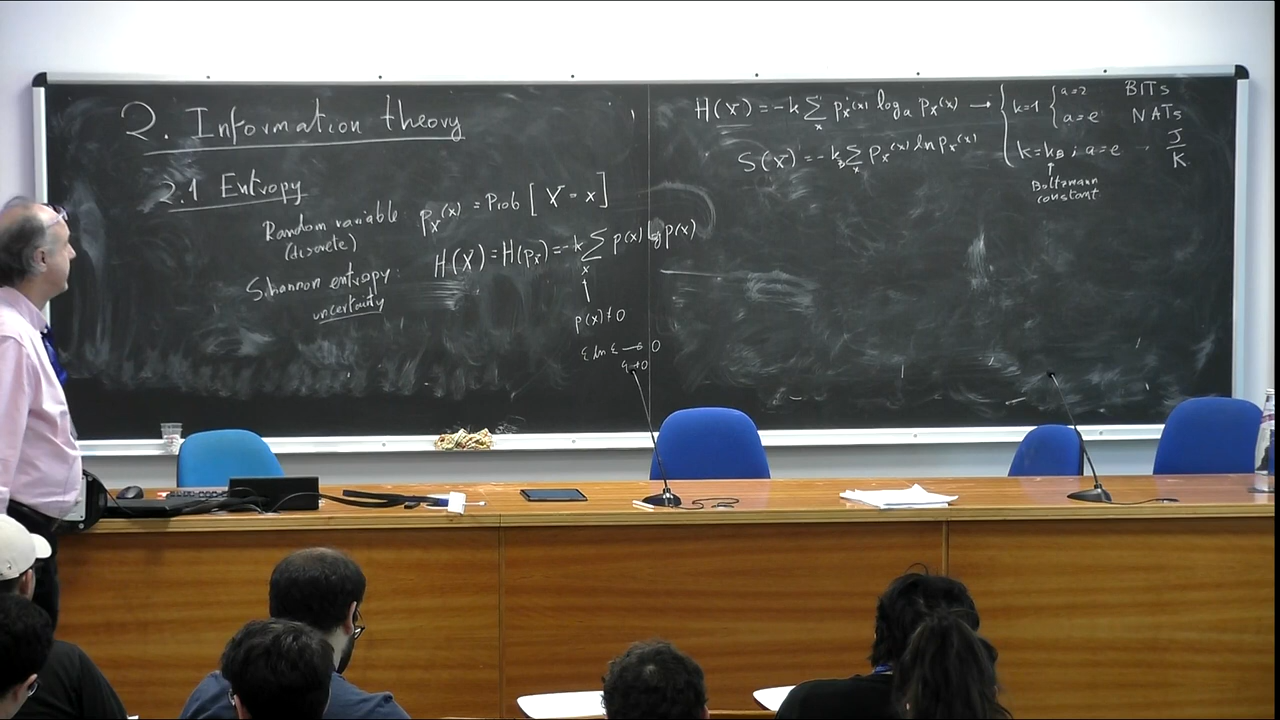 2. Information theory
2.1 Entropy
Random variable (discrete)
p_X(x) = Prob [X = x]
Shannon entropy:
uncertainty
H(X) = H(p_X) = -k ∑_x p(x) log p(x)
↑
p(x) ≠ 0
ε ln ε → 0
ε→0
H(X) = -k ∑_x p_X(x) log_a p_X(x) → { k=1 { a=2 BITs
a=e NATs
k=k_B ; a=e → J/K
↑
Boltzmann
constant
S(X) = -k_B ∑_x p_X(x) ln p_X(x)